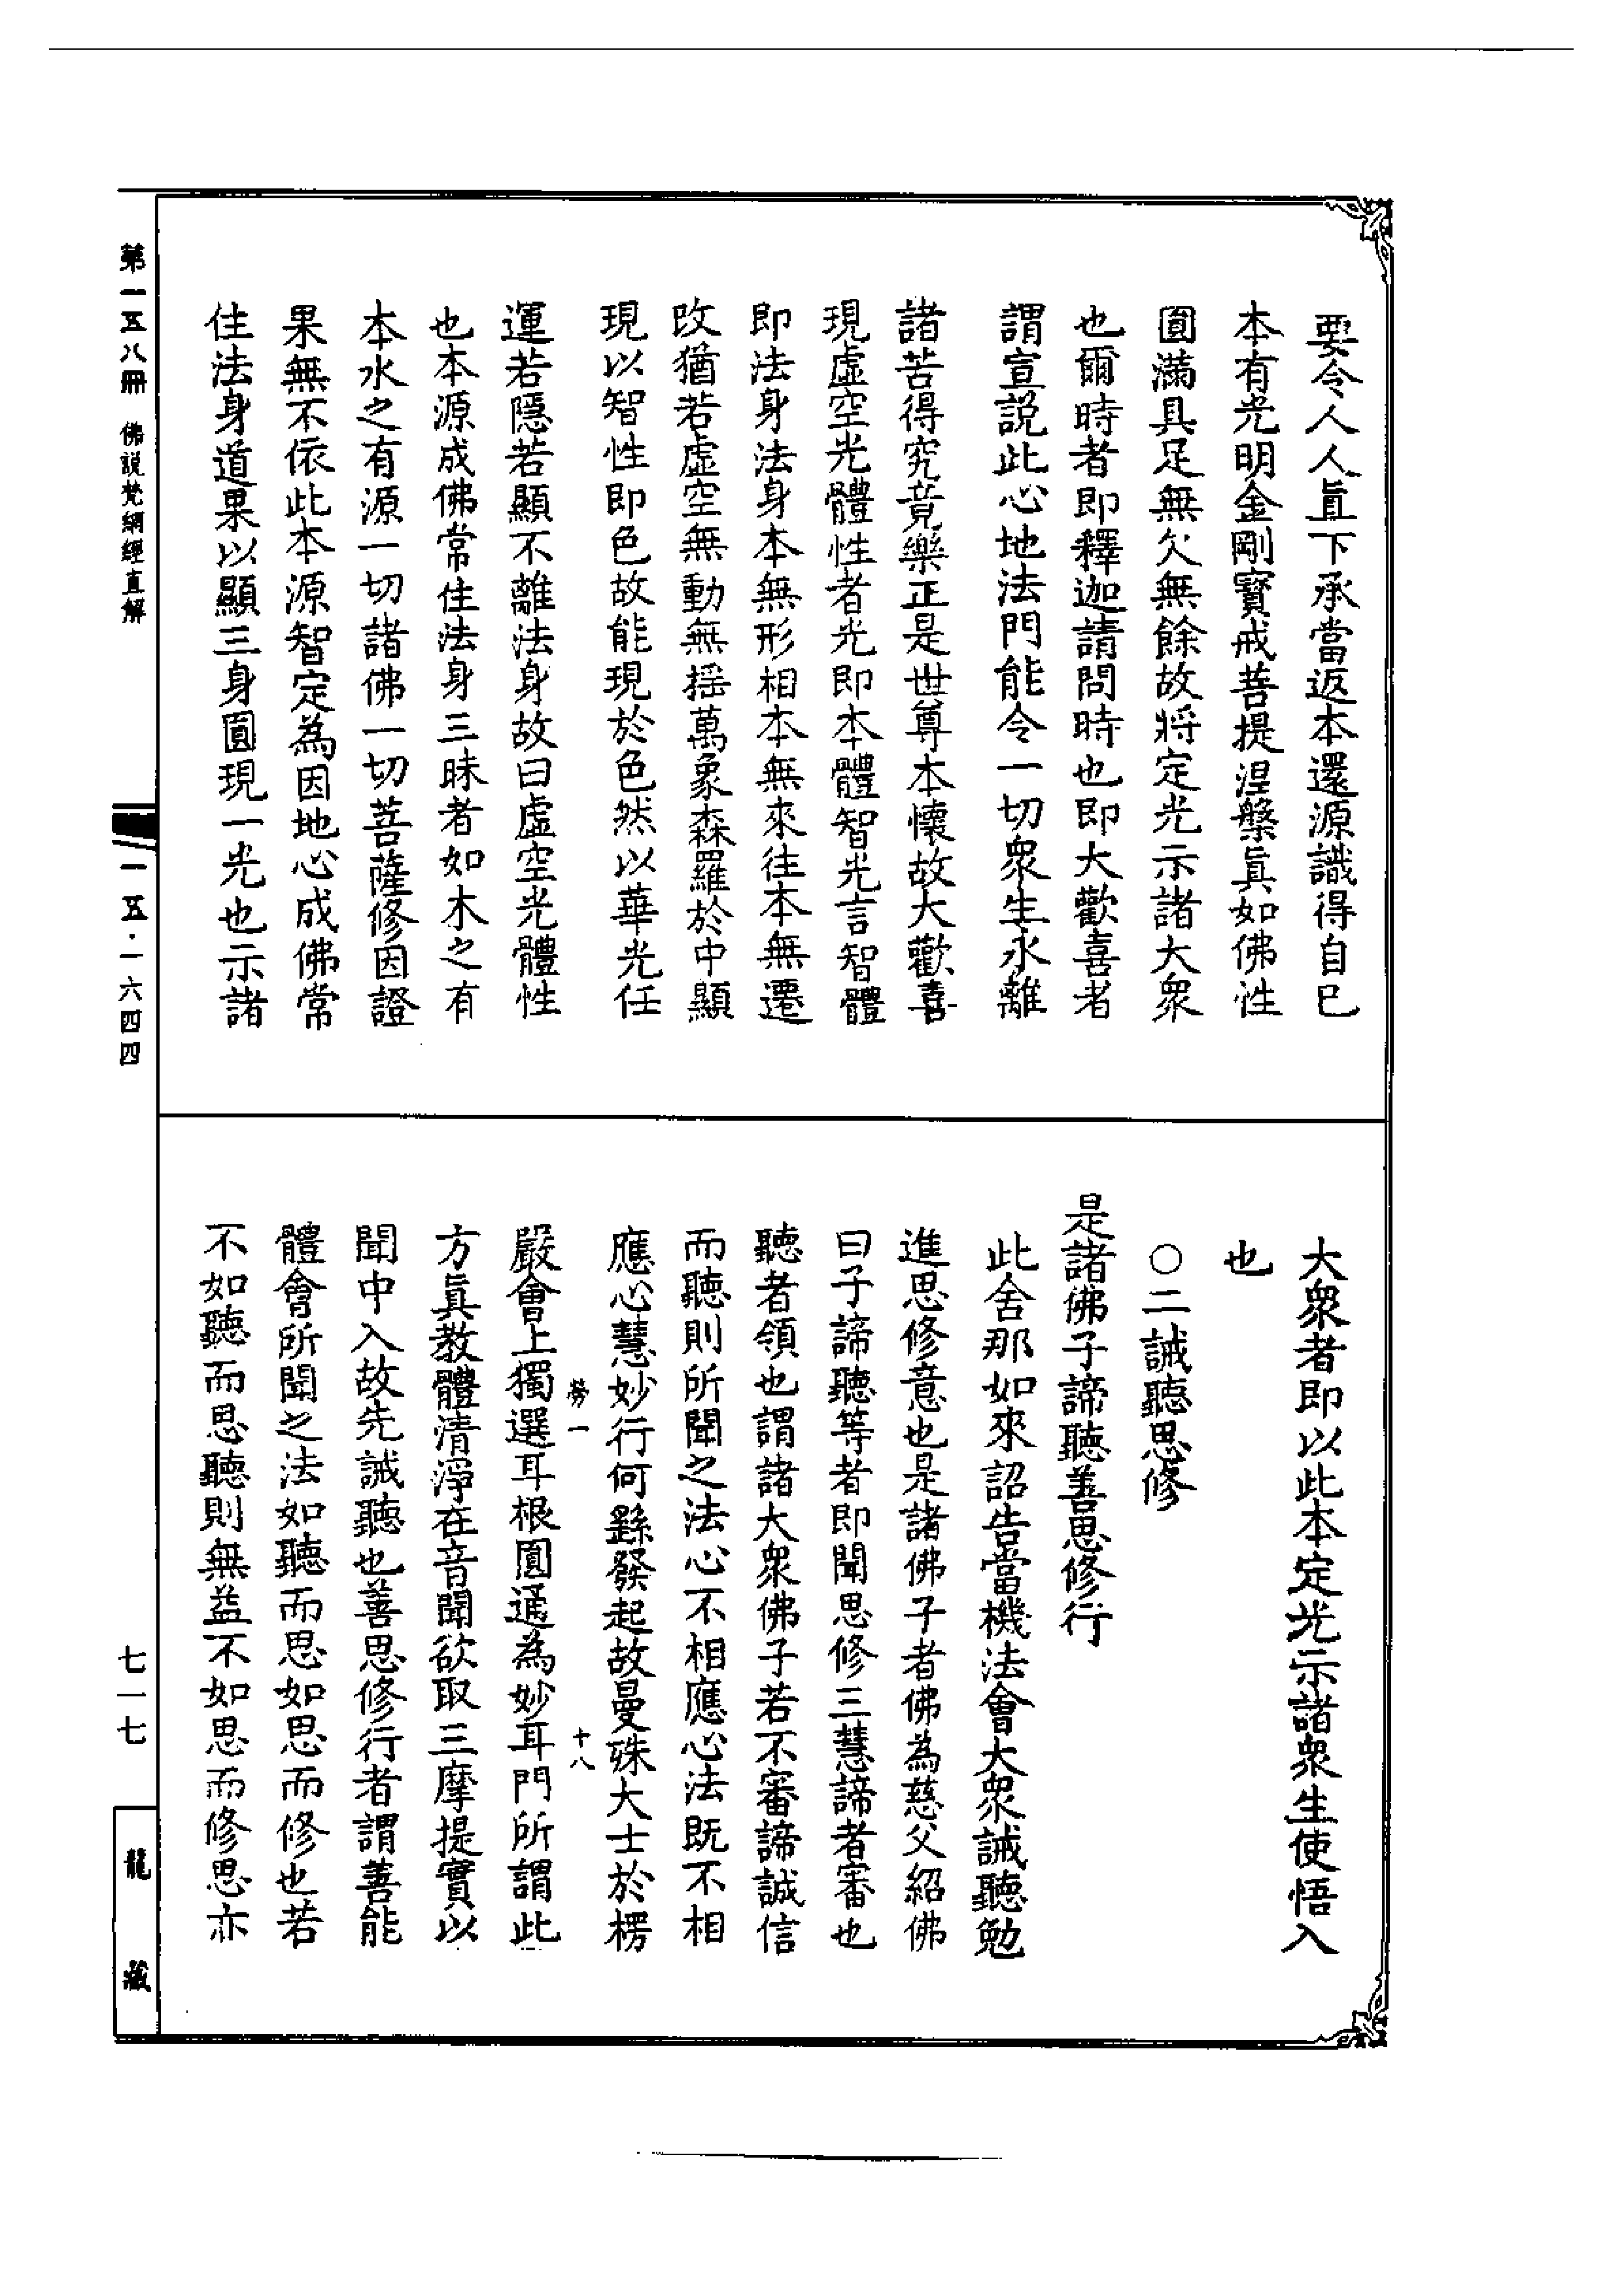 要令人人直下承當返本還源識得自己
本有光明金剛寳戒菩提涅槃眞如佛性
圓滿具足無欠無餘故將定光示諸大衆
也爾時者即釋迦請問時也即大歡喜者
謂宣説此心地法門能令一切衆生永離
諸苦得究竟樂正是世尊本懷故大歡喜
現虚空光體性者光即本體智光言智體
即法身法身本無形相本無來往本無遷
改猶若虚空無動無揺萬象森羅於中顯
現以智性即色故能現於色然以華光任
運若隱若顯不離法身故曰虚空光體性
也本源成佛常住法身三昧者如木之有
本水之有源一切諸佛一切菩薩修因證
果無不依此本源智定為因地心成佛常
住法身道果以顯三身圓現一光也示諸
大衆者即以此本定光示諸衆生使悟入
也
○二誡聽思修
是諸佛子諦聽善思修行
此舍那如來詔告當機法會大衆誡聽勉
進思修意也是諸佛子者佛為慈父紹佛
曰子諦聽等者即聞思修三慧諦者審也
聽者領也謂諸大衆佛子若不審諦誠信
而聽則所聞之法心不相應心法既不相
應心慧妙行何繇發起故曼殊大士於楞
勞一 十八
嚴會上獨選耳根圓通為妙耳門所謂此
方眞教體清淨在音聞欲取三摩提實以
聞中入故先誡聽也善思修行者謂善能
體會所聞之法如聽而思如思而修也若
不如聽而思聽則無益不如思而修思亦
第一五八冊 佛説梵網經直解
一五·一六四四
七一七
龍藏